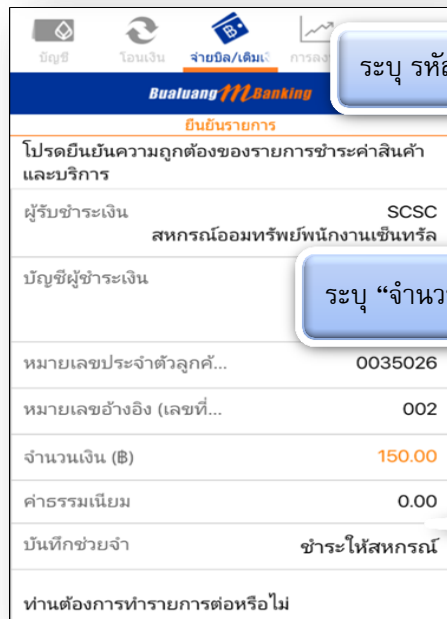 บัญชี โอนเงิน จ่ายบิล/เติมเ
ระบุ
Bualuang mBanking
ยืนยันรายการ
โปรดยืนยันความถูกต้องของรายการชำระค่าสินค้า
และบริการ
ผู้รับชำระเงิน SCSC
สหกรณ์ออมทรัพย์พนักงานเซ็นทรัล
บัญชีผู้ชำระเงิน
ระบุ “จำนว
หมายเลขประจำตัวลูกค้... 0035026
หมายเลขอ้างอิง (เลขที่... 002
จำนวนเงิน (฿) 150.00
ค่าธรรมเนียม 0.00
บันทึกช่วยจำ ชำระให้สหกรณ์
ท่านต้องการทำรายการต่อหรือไม่